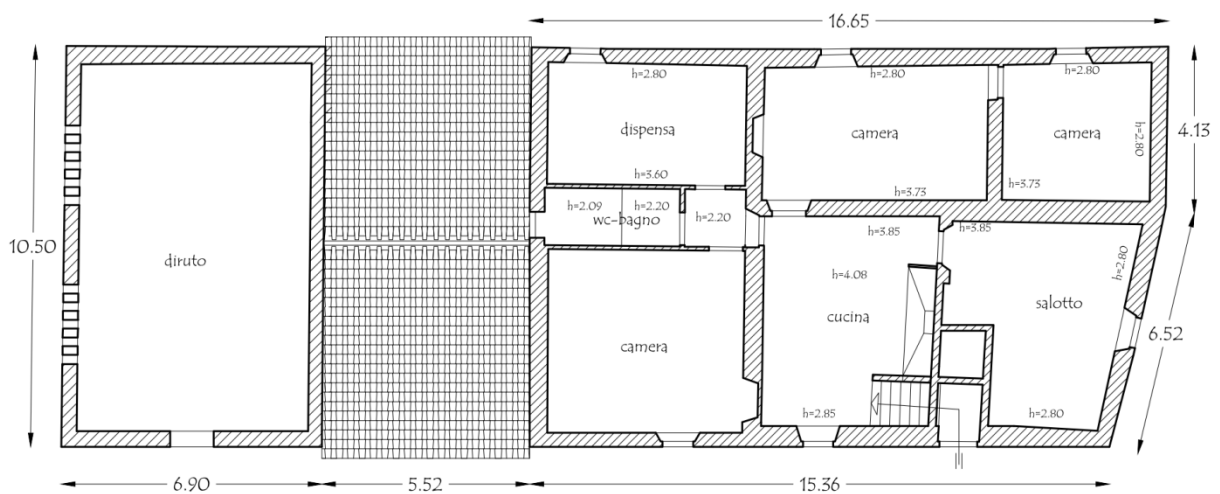 16.65
h=2.80
h=2.80
h=2.80
dispensa
camera
camera
h=2.80
4.13
h=3.60
h=3.73
h=3.73
h=2.09
h=2.20
wc-bagno
h=2.20
h=3.85
h=3.85
10.50
diruto
h=4.08
h=2.80
cucina
salotto
6.52
camera
h=2.85
h=2.80
6.90
5.52
15.36